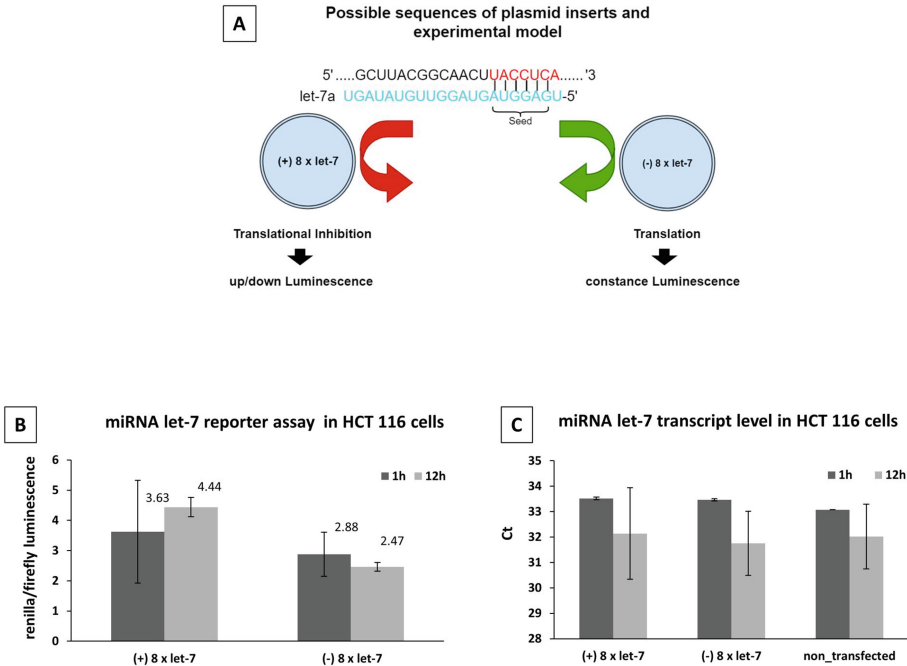 A
Possible sequences of plasmid inserts and
experimental model
5' .....GCUUACGGCAACUUACCUCA...... '3
let-7a UGAUAUGUUGGAUGAUGGAGU-5'
Seed
(+) 8 x let-7
(-) 8 x let-7
Translational Inhibition
Translation
up/down Luminescence
constance Luminescence
B
miRNA let-7 reporter assay in HCT 116 cells
renilla/firefly luminescence
6
5
4
3
2
1
0
1h
12h
3.63
4.44
2.88
2.47
(+) 8 x let-7
(-) 8 x let-7
C
miRNA let-7 transcript level in HCT 116 cells
Ct
35
34
33
32
31
30
29
28
1h
12h
(+) 8 x let-7
(-) 8 x let-7
non_transfected